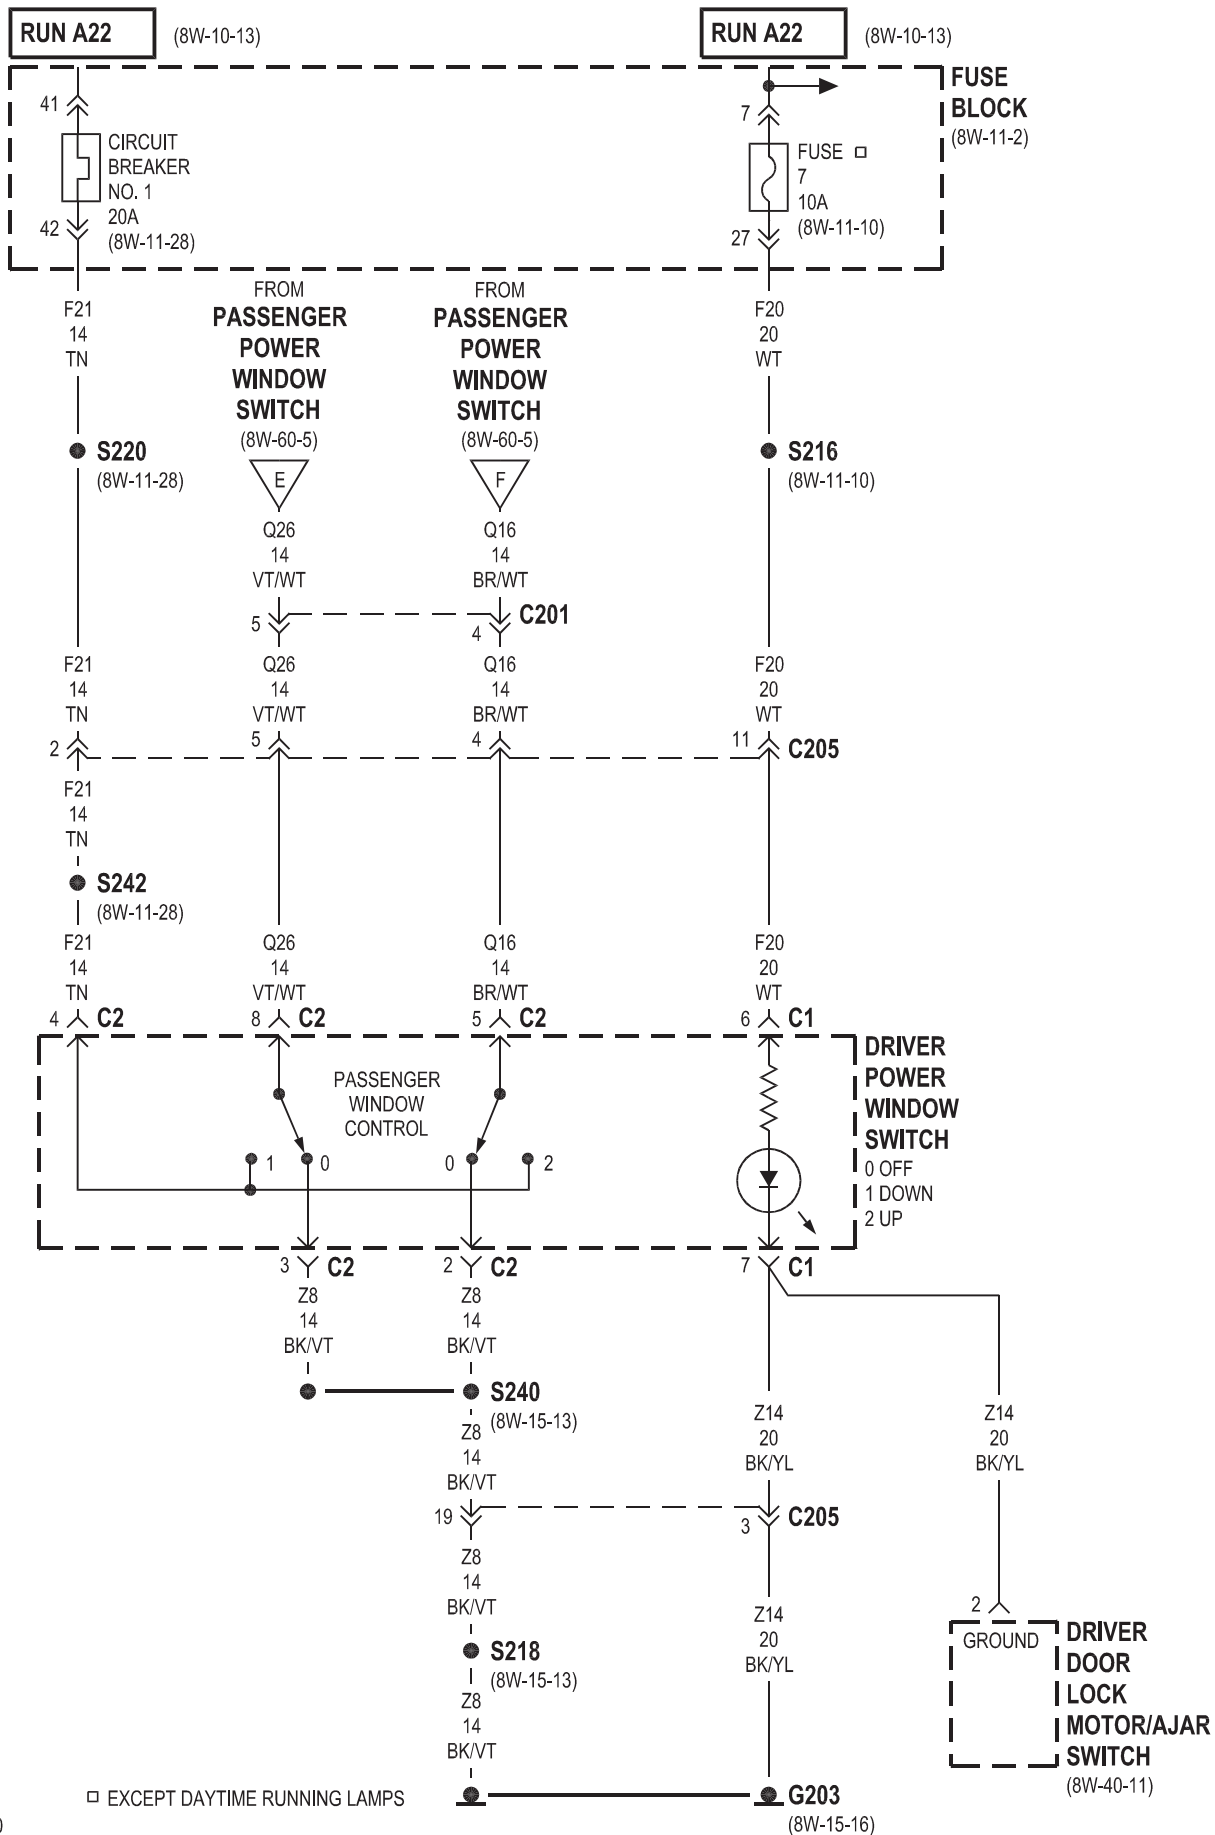 RUN A22
(8W-10-13)
RUN A22
(8W-10-13)
FUSE
BLOCK
(8W-11-2)
41
CIRCUIT
BREAKER
NO. 1
20A
(8W-11-28)
42
7
FUSE
7
10A
(8W-11-10)
27
F21
14
TN
FROM
PASSENGER
POWER
WINDOW
SWITCH
(8W-60-5)
E
FROM
PASSENGER
POWER
WINDOW
SWITCH
(8W-60-5)
F
F20
20
WT
S220
(8W-11-28)
S216
(8W-11-10)
Q26
14
VT/WT
Q16
14
BR/WT
5
4
C201
F21
14
TN
Q26
14
VT/WT
Q16
14
BR/WT
F20
20
WT
2
5
4
11
C205
F21
14
TN
S242
(8W-11-28)
F21
14
TN
Q26
14
VT/WT
Q16
14
BR/WT
F20
20
WT
4
C2
8
C2
5
C2
6
C1
PASSENGER
WINDOW
CONTROL
1
0
0
2
DRIVER
POWER
WINDOW
SWITCH
0 OFF
1 DOWN
2 UP
3
C2
2
C2
7
C1
Z8
14
BK/VT
Z8
14
BK/VT
S240
(8W-15-13)
Z8
14
BK/VT
Z14
20
BK/YL
Z14
20
BK/YL
19
3
C205
Z8
14
BK/VT
S218
(8W-15-13)
Z8
14
BK/VT
Z14
20
BK/YL
2
GROUND
DRIVER
DOOR
LOCK
MOTOR/AJAR
SWITCH
(8W-40-11)
EXCEPT DAYTIME RUNNING LAMPS
G203
(8W-15-16)
)